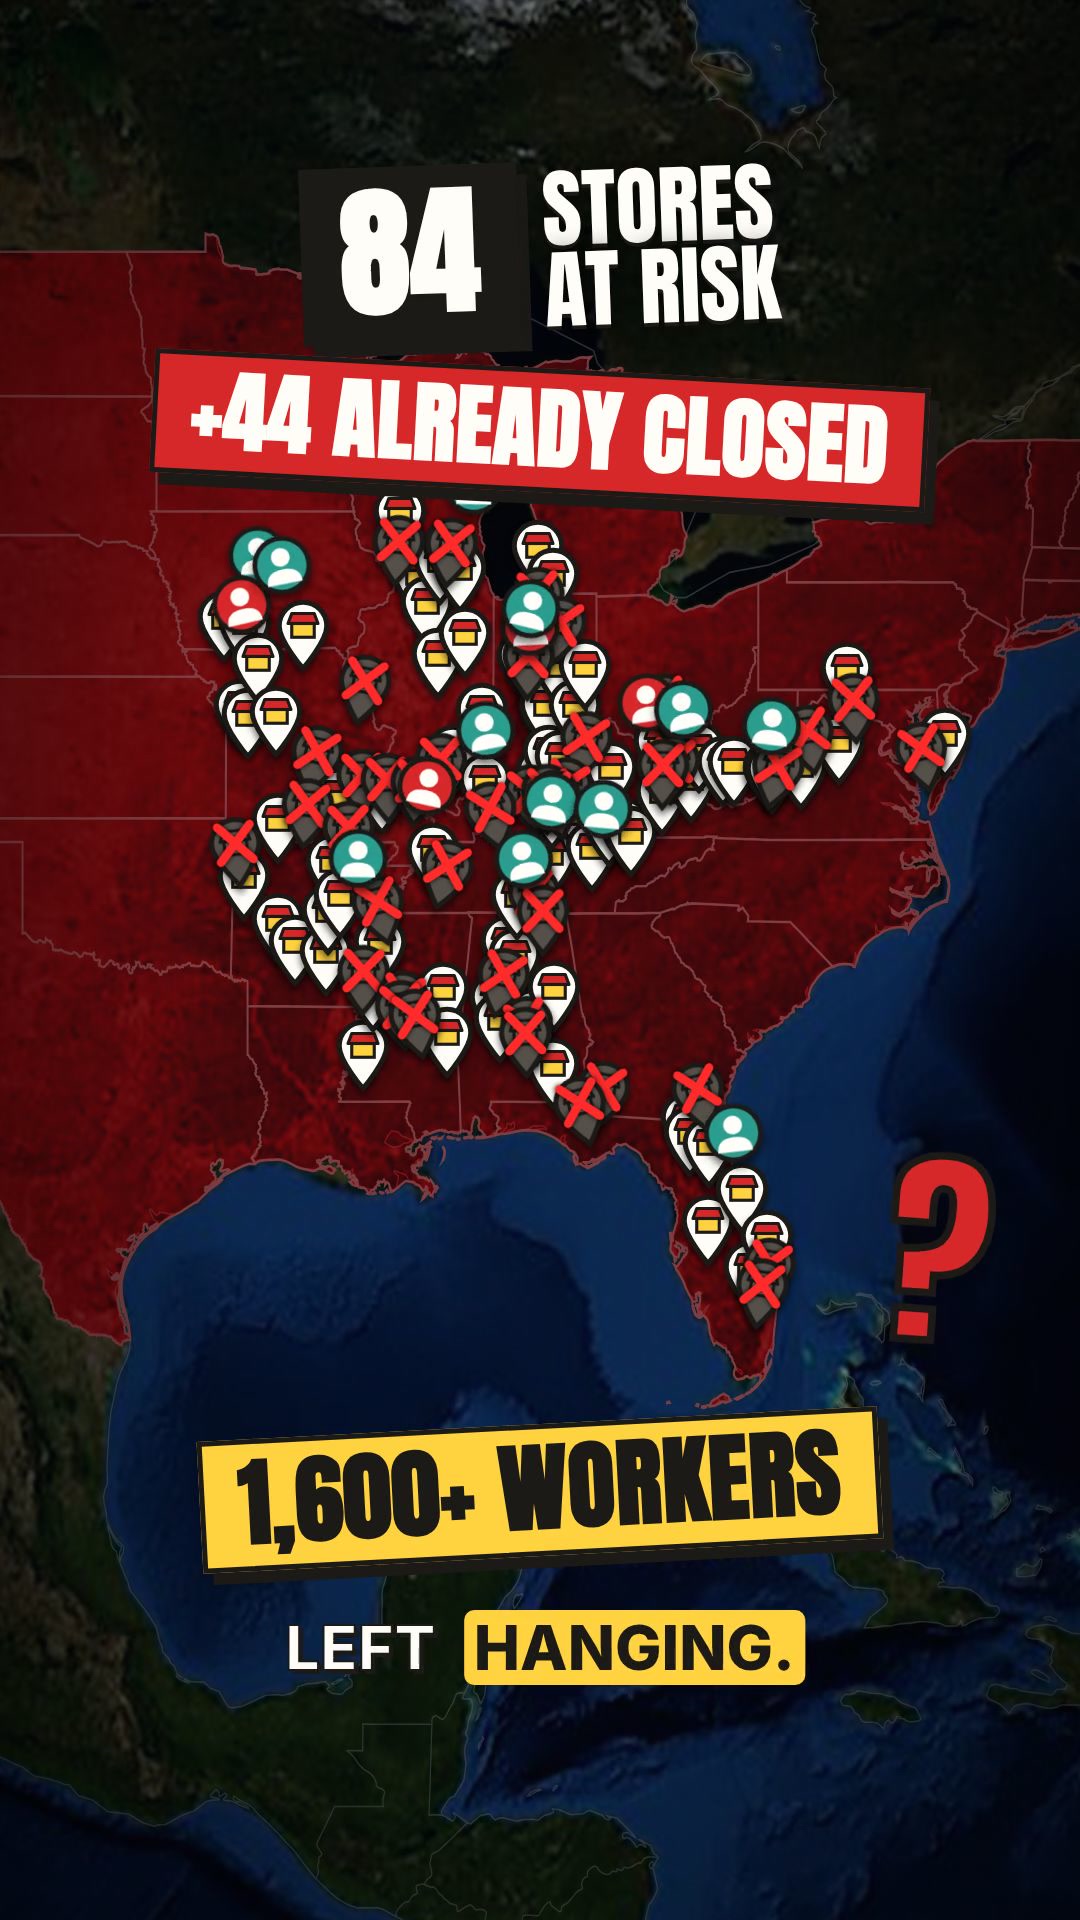 84
STORES
AT RISK
+44 ALREADY CLOSED
?
1,600+ WORKERS
LEFT HANGING.